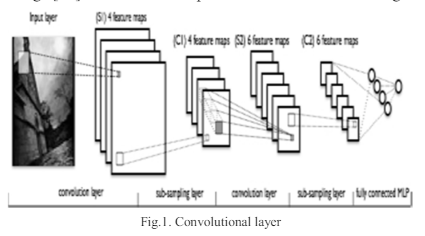 Input layer
(S1) 4 feature maps
(C1) 4 feature maps
(S2) 6 feature maps
(C2) 6 feature maps
convolution layer
sub-sampling layer
convolution layer
sub-sampling layer
fully connected MLP
Fig.1. Convolutional layer